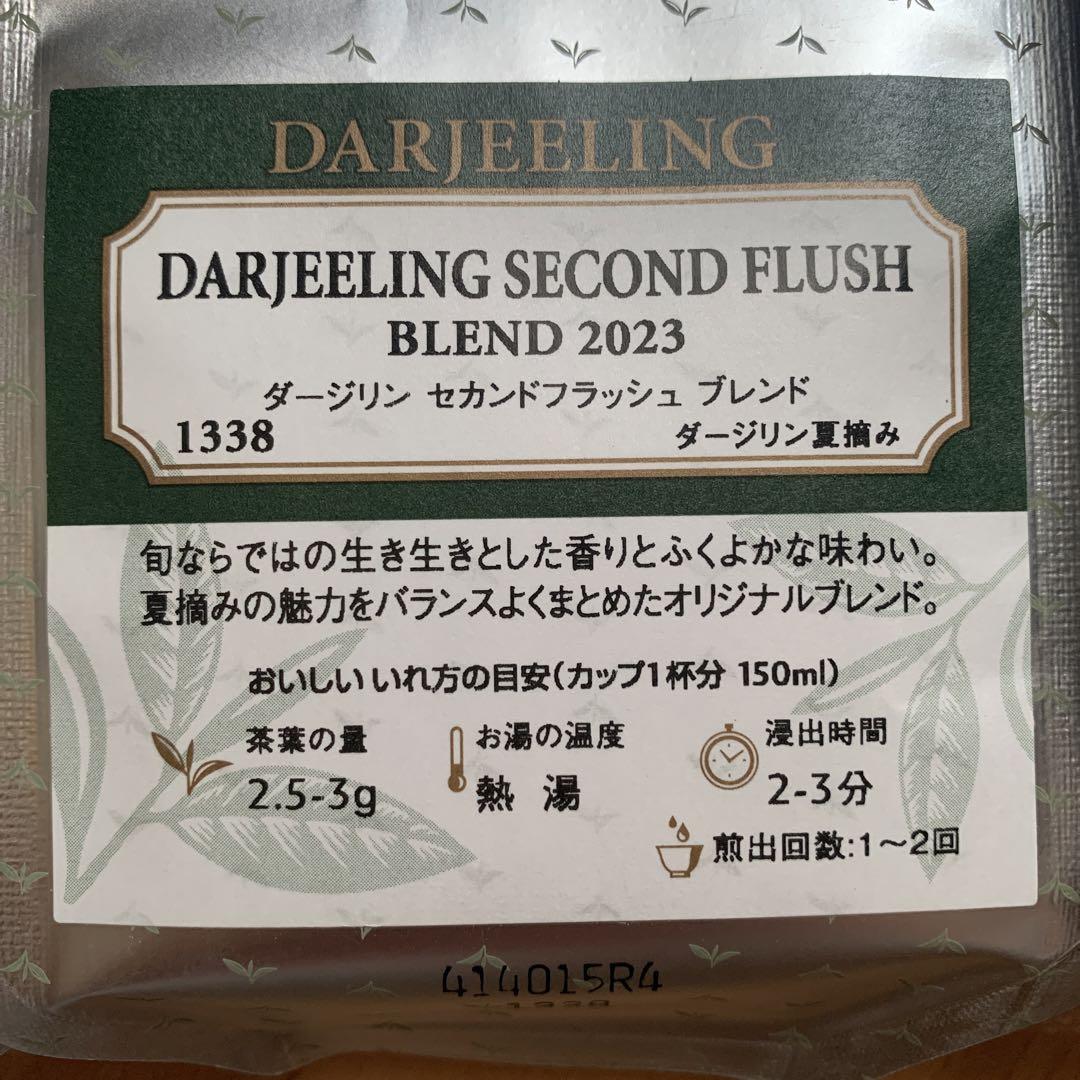 DARJEELING
DARJEELING SECOND FLUSH
BLEND 2023
ダージリン セカンドフラッシュ ブレンド
1338 ダージリン夏摘み
旬ならではの生き生きとした香りとふくよかな味わい。
夏摘みの魅力をバランスよくまとめたオリジナルブレンド。
おいしいいれ方の目安(カップ1杯分 150ml)
茶葉の量 お湯の温度 浸出時間
2.5-3g 熱湯 2-3分
煎出回数:1〜2回
414015R4
1338